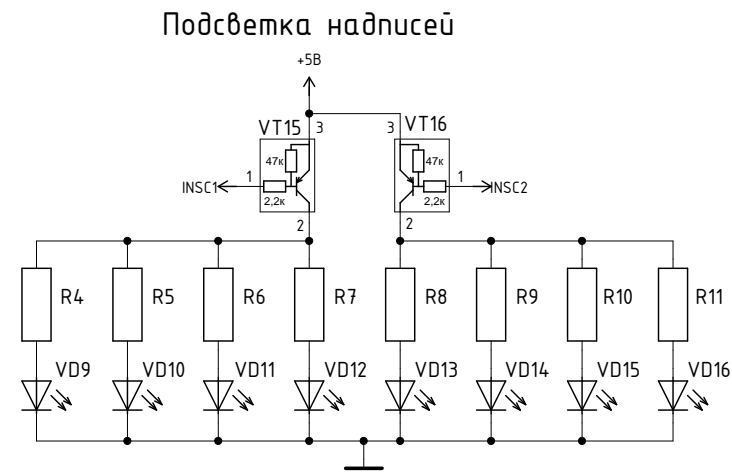 Подсветка надписей
+5В
VT15 3 3 VT16
47к 47к
INSC1 1 1 INSC2
2,2к 2,2к
2 2
R4 R5 R6 R7 R8 R9 R10 R11
VD9 VD10 VD11 VD12 VD13 VD14 VD15 VD16